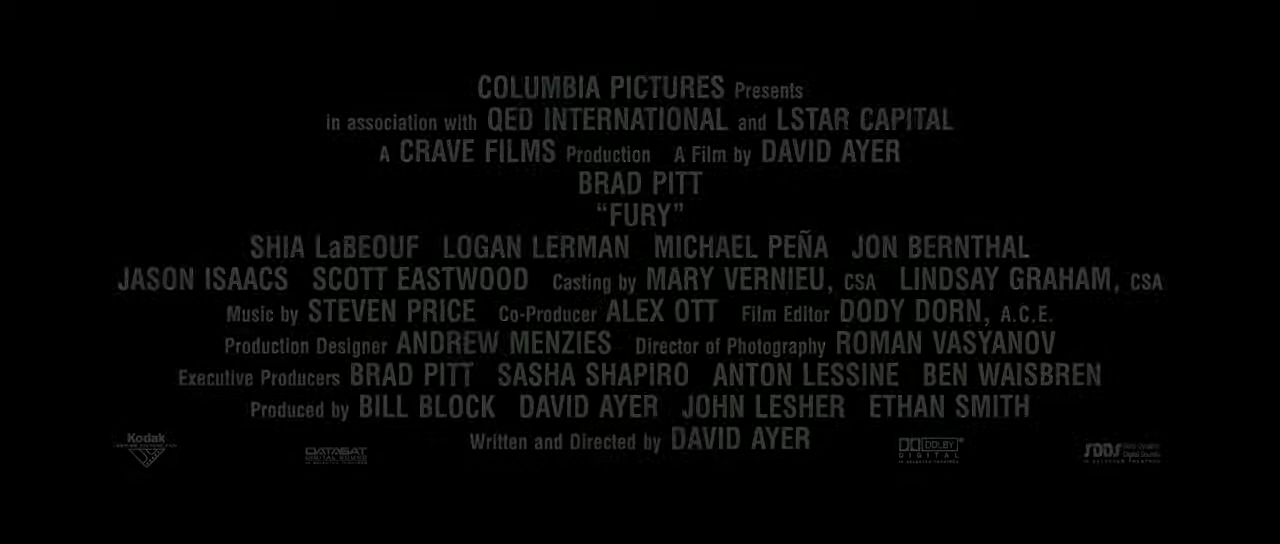 COLUMBIA PICTURES Presents
in association with QED INTERNATIONAL and LSTAR CAPITAL
A CRAVE FILMS Production A Film by DAVID AYER
BRAD PITT
“FURY”
SHIA LaBEOUF LOGAN LERMAN MICHAEL PEÑA JON BERNTHAL
JASON ISAACS SCOTT EASTWOOD Casting by MARY VERNIEU, CSA LINDSAY GRAHAM, CSA
Music by STEVEN PRICE Co-Producer ALEX OTT Film Editor DODY DORN, A.C.E.
Production Designer ANDREW MENZIES Director of Photography ROMAN VASYANOV
Executive Producers BRAD PITT SASHA SHAPIRO ANTON LESSINE BEN WAISBREN
Produced by BILL BLOCK DAVID AYER JOHN LESHER ETHAN SMITH
Written and Directed by DAVID AYER
Kodak
DATASAT
DIGITAL SOUND
DOLBY
DIGITAL
SDDS